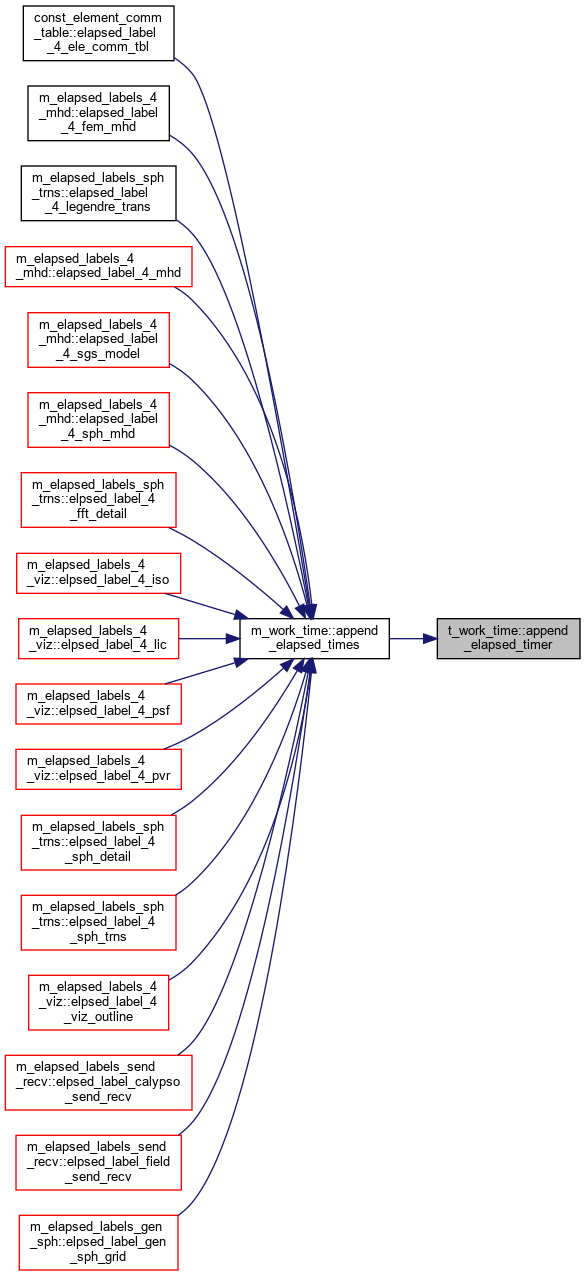 const_element_comm
_table::elapsed_label
_4_ele_comm_tbl
m_elapsed_labels_4
_mhd::elapsed_label
_4_fem_mhd
m_elapsed_labels_sph
_trns::elapsed_label
_4_legendre_trans
m_elapsed_labels_4
_mhd::elapsed_label_4_mhd
m_elapsed_labels_4
_mhd::elapsed_label
_4_sgs_model
m_elapsed_labels_4
_mhd::elapsed_label
_4_sph_mhd
m_elapsed_labels_sph
_trns::elpsed_label_4
_fft_detail
m_elapsed_labels_4
_viz::elpsed_label_4_iso
m_elapsed_labels_4
_viz::elpsed_label_4_lic
m_work_time::append
_elapsed_times
t_work_time::append
_elapsed_timer
m_elapsed_labels_4
_viz::elpsed_label_4_psf
m_elapsed_labels_4
_viz::elpsed_label_4_pvr
m_elapsed_labels_sph
_trns::elpsed_label_4
_sph_detail
m_elapsed_labels_sph
_trns::elpsed_label_4
_sph_trns
m_elapsed_labels_4
_viz::elpsed_label_4
_viz_outline
m_elapsed_labels_send
_recv::elpsed_label_calypso
_send_recv
m_elapsed_labels_send
_recv::elpsed_label_field
_send_recv
m_elapsed_labels_gen
_sph::elpsed_label_gen
_sph_grid